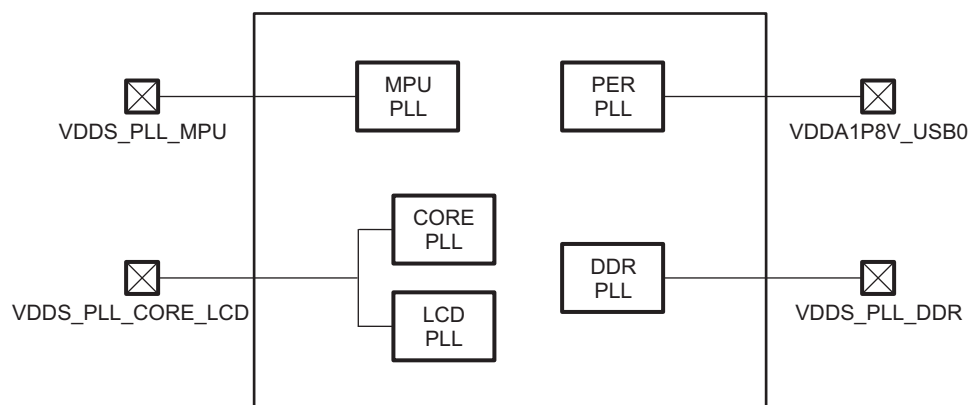 MPU
PLL
PER
PLL
VDDS_PLL_MPU
VDDA1P8V_USB0
CORE
PLL
DDR
PLL
LCD
PLL
VDDS_PLL_CORE_LCD
VDDS_PLL_DDR